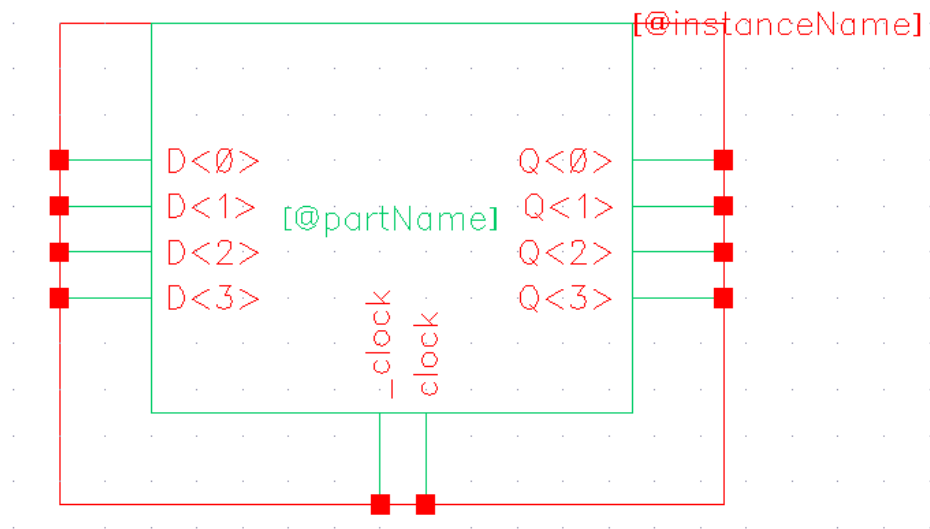 [@instanceName]
D<0>
Q<0>
D<1>
Q<1>
[@partName]
D<2>
Q<2>
D<3>
Q<3>
_clock
clock